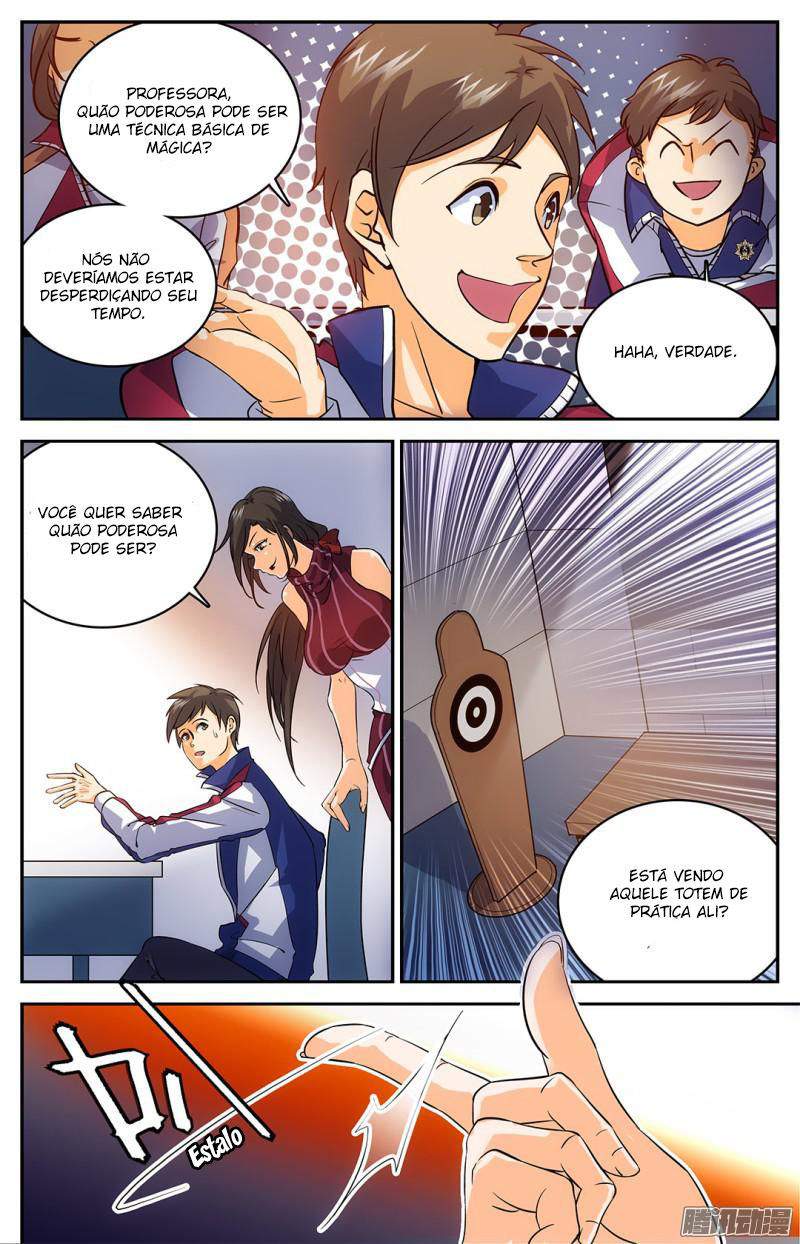 PROFESSORA,
QUÃO PODEROSA PODE SER
UMA TÉCNICA BÁSICA DE
MÁGICA?
NÓS NÃO
DEVERÍAMOS ESTAR
DESPERDIÇANDO SEU
TEMPO.
HAHA, VERDADE.
VOCÊ QUER SABER
QUÃO PODEROSA
PODE SER?
ESTÁ VENDO
AQUELE TOTEM DE
PRÁTICA ALI?
Estalo
腾讯动漫